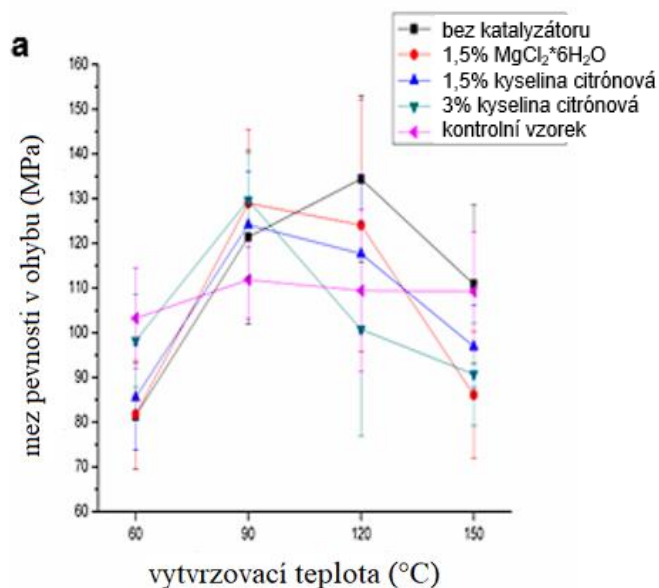 a
bez katalyzátoru
1,5% MgCl₂*6H₂O
1,5% kyselina citrónová
3% kyselina citrónová
kontrolní vzorek
mez pevnosti v ohybu (MPa)
160
150
140
130
120
110
100
90
80
70
60
60 90 120 150
vytvrzovací teplota (°C)